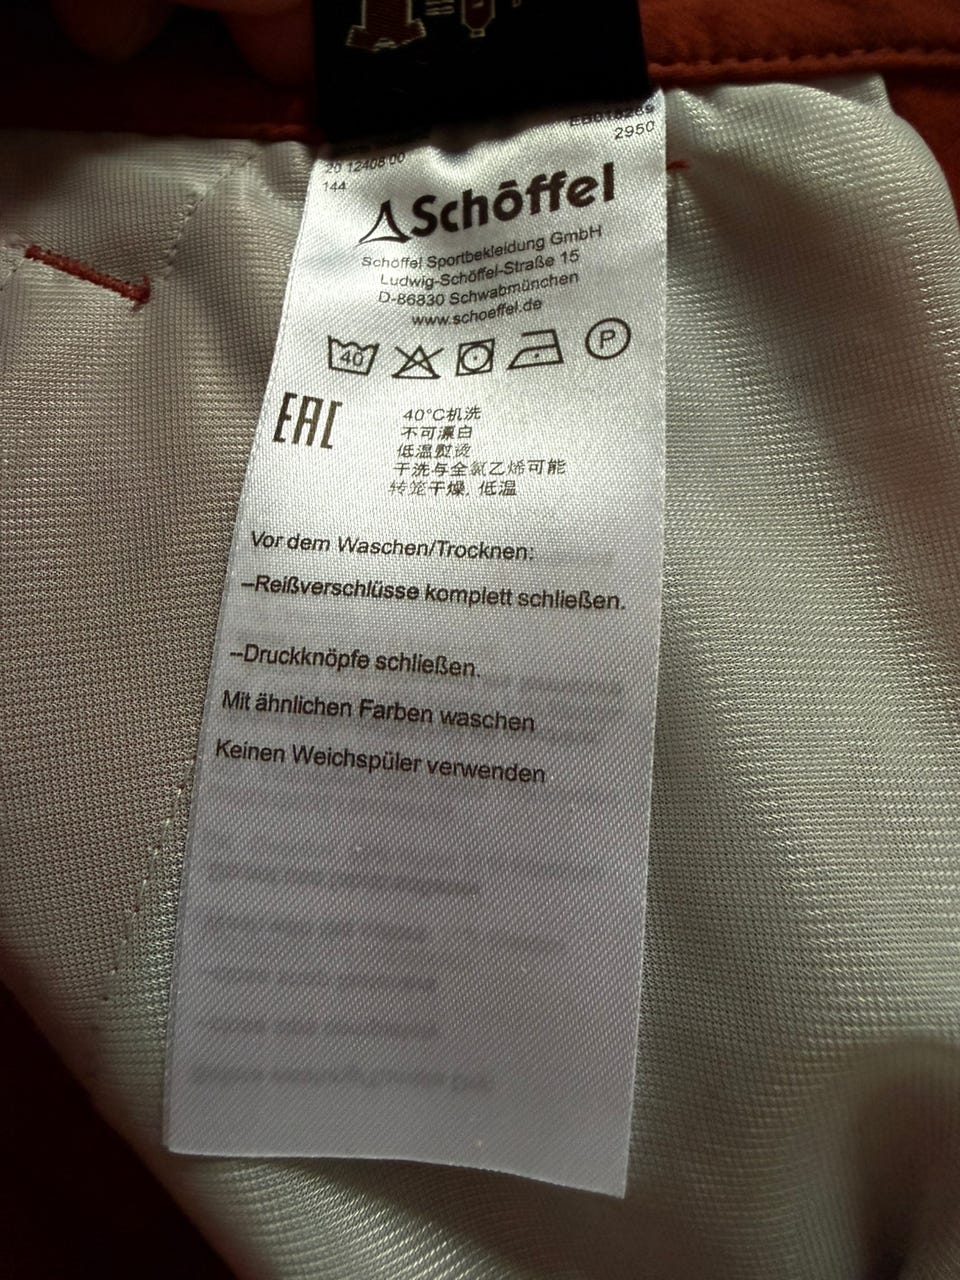 20 12408 00
2950
144
Schöffel
Schöffel Sportbekleidung GmbH
Ludwig-Schöffel-Straße 15
D-86830 Schwabmünchen
www.schoeffel.de
40
P
EAC
40°C机洗
不可漂白
低温熨烫
干洗与全氯乙烯可能
转笼干燥, 低温
Vor dem Waschen/Trocknen:
–Reißverschlüsse komplett schließen.
–Druckknöpfe schließen.
Mit ähnlichen Farben waschen
Keinen Weichspüler verwenden